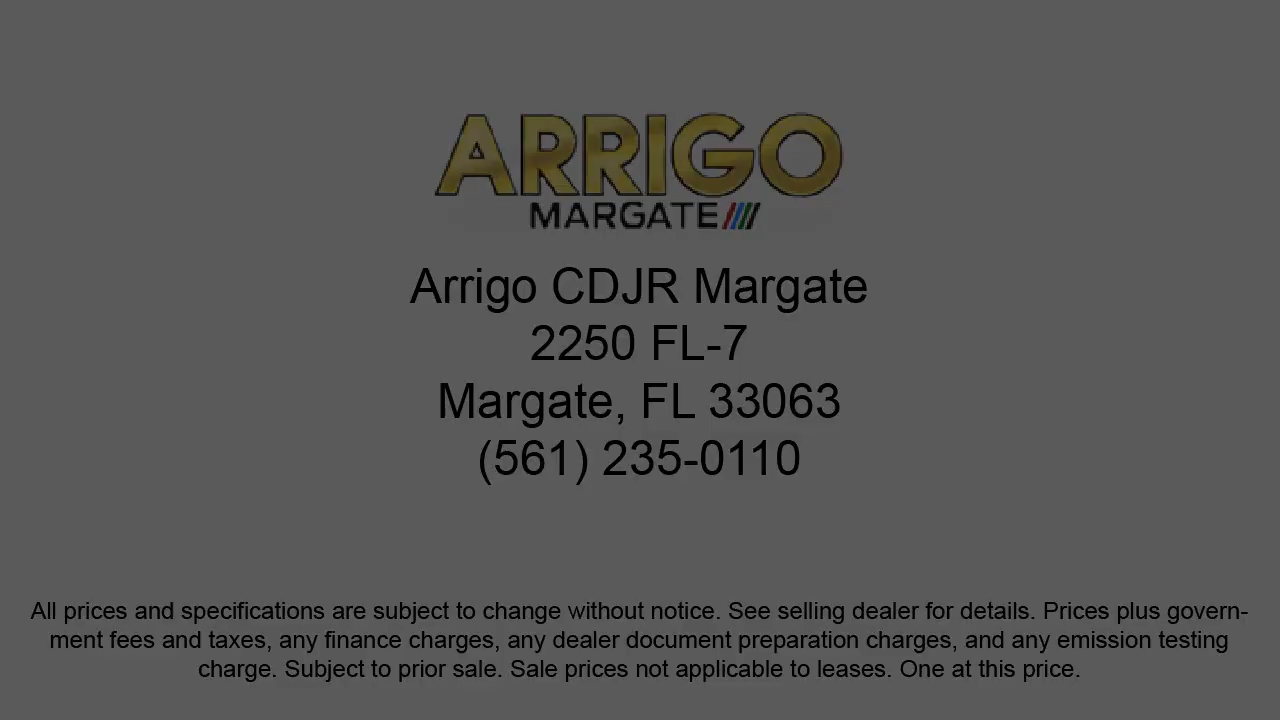 ARRIGO
MARGATE
Arrigo CDJR Margate
2250 FL-7
Margate, FL 33063
(561) 235-0110
All prices and specifications are subject to change without notice. See selling dealer for details. Prices plus govern-
ment fees and taxes, any finance charges, any dealer document preparation charges, and any emission testing
charge. Subject to prior sale. Sale prices not applicable to leases. One at this price.